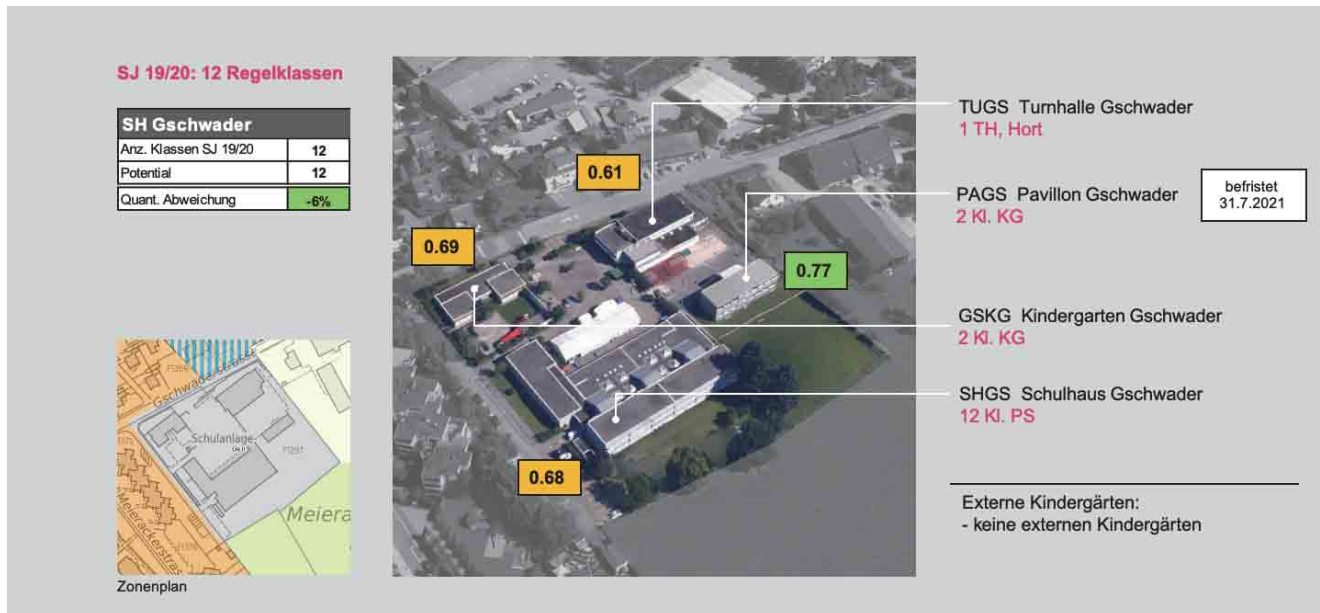 SJ 19/20: 12 Regelklassen
SH Gschwader
Anz. Klassen SJ 19/20 12
Potential 12
Quant. Abweichung -6%
0.61
0.69
0.77
0.68
TUGS Turnhalle Gschwader
1 TH, Hort
PAGS Pavillon Gschwader
2 Kl. KG
befristet
31.7.2021
GSKG Kindergarten Gschwader
2 Kl. KG
SHGS Schulhaus Gschwader
12 Kl. PS
Externe Kindergärten:
- keine externen Kindergärten
Schulanlage
Meiera
Meierackerstras
Zonenplan